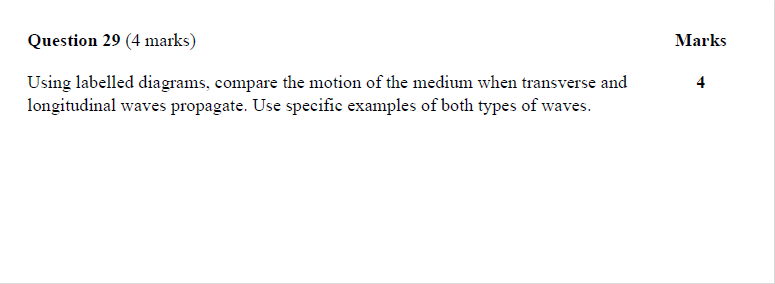 Question 29 (4 marks) Marks
Using labelled diagrams, compare the motion of the medium when transverse and 4
longitudinal waves propagate. Use specific examples of both types of waves.